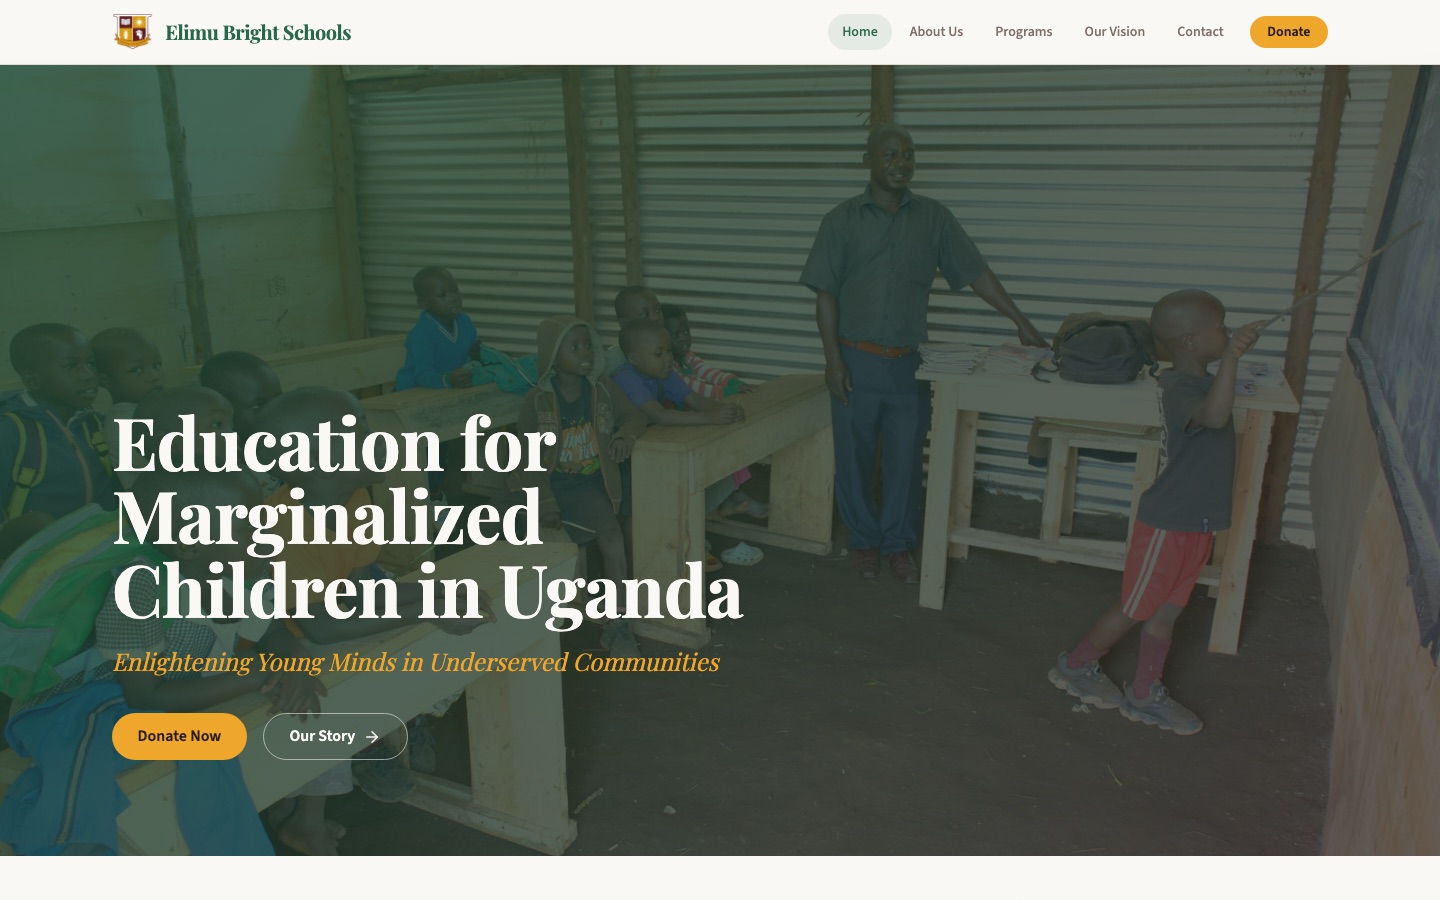 Elimu Bright Schools
Home
About Us
Programs
Our Vision
Contact
Donate
Education for
Marginalized
Children in Uganda
Enlightening Young Minds in Underserved Communities
Donate Now
Our Story →